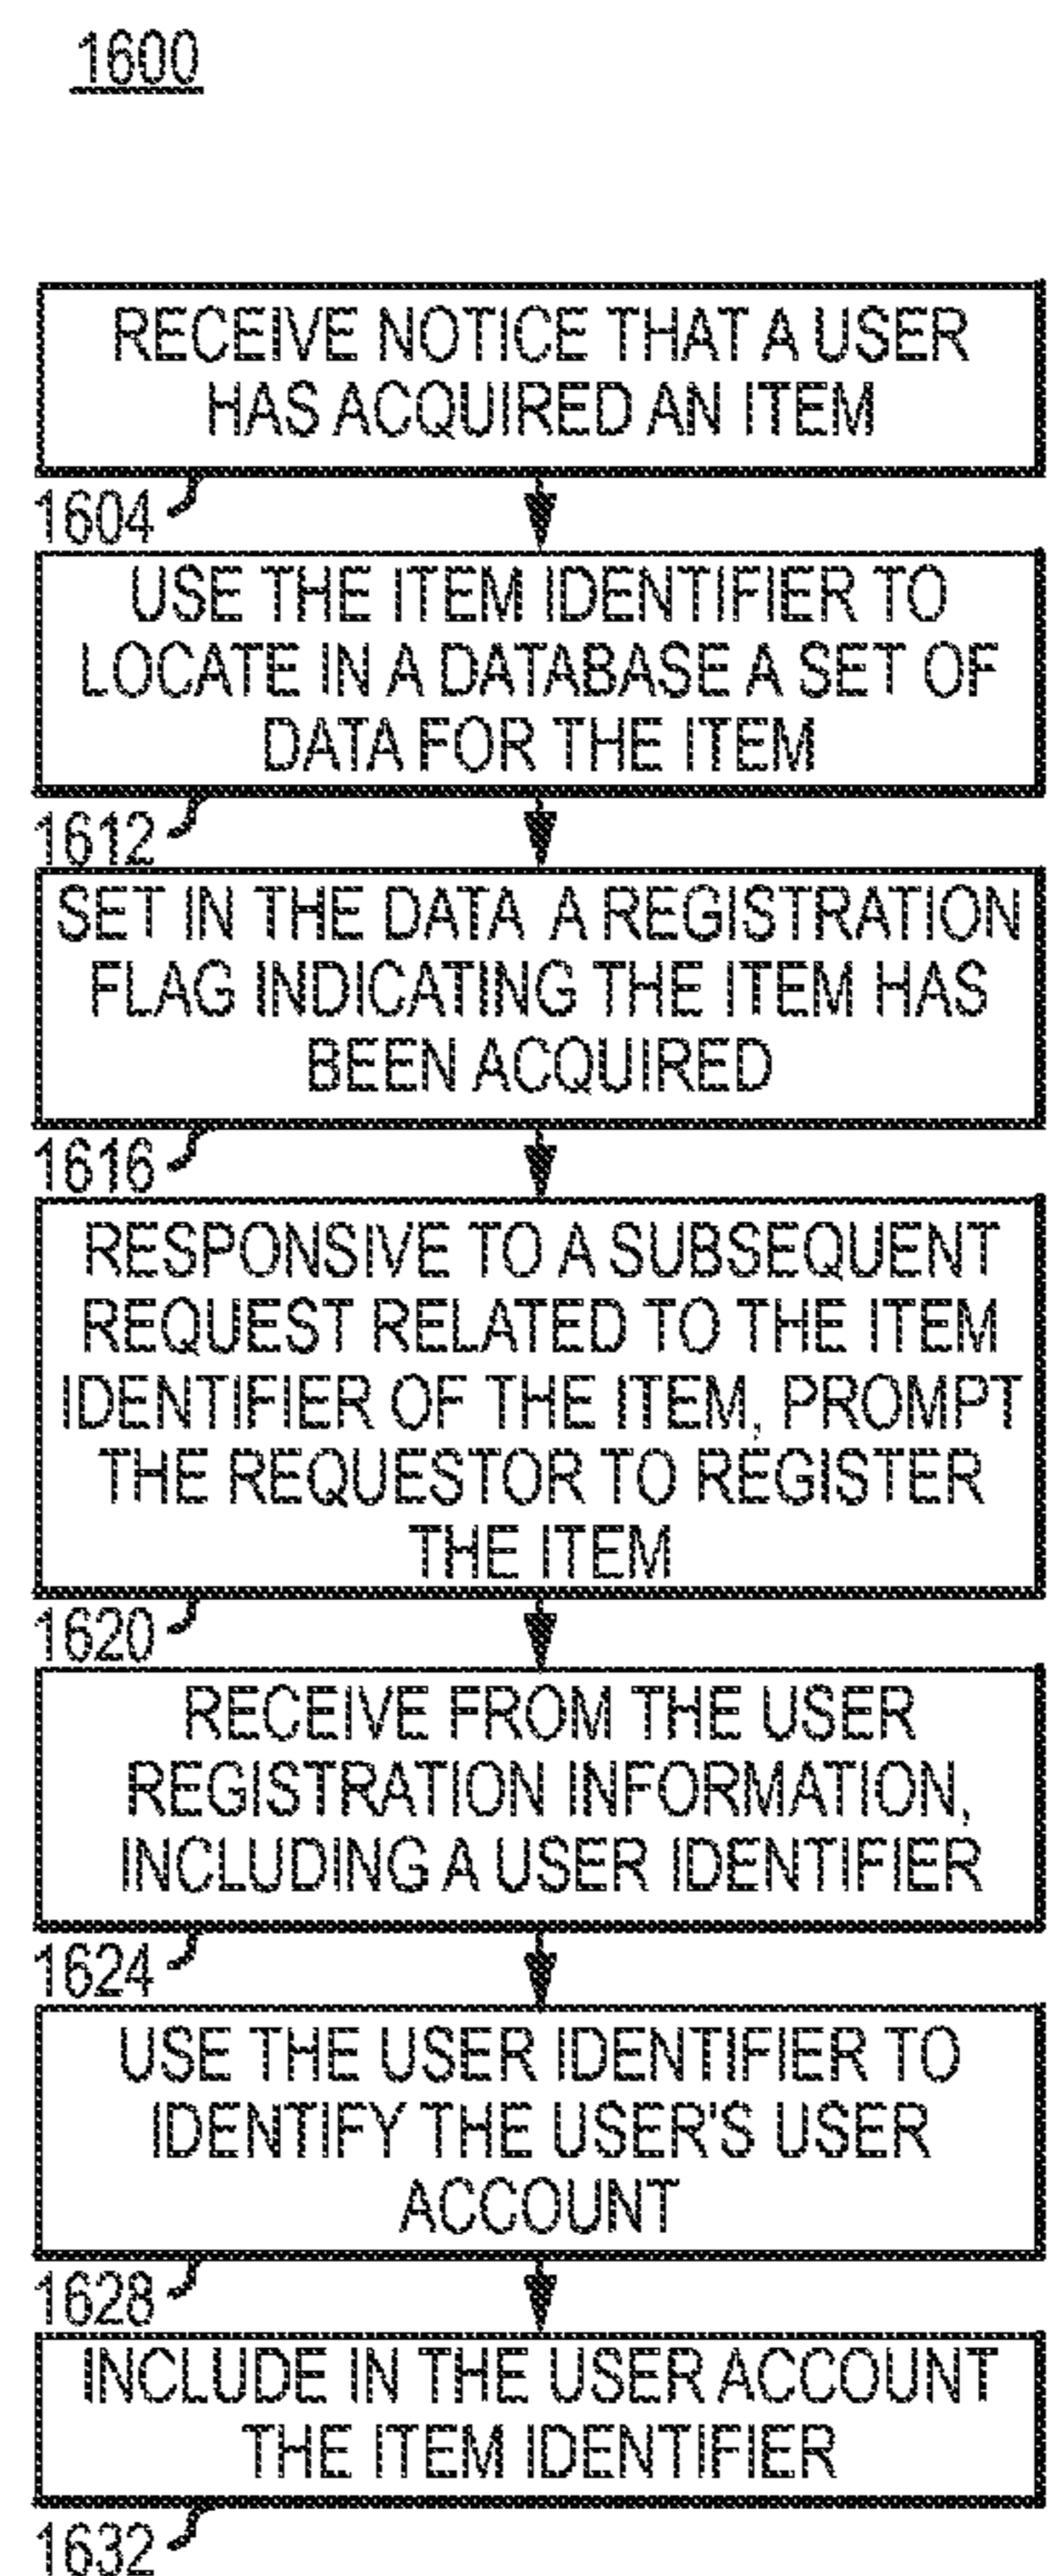 1600
RECEIVE NOTICE THAT A USER
HAS ACQUIRED AN ITEM
1604
USE THE ITEM IDENTIFIER TO
LOCATE IN A DATABASE A SET OF
DATA FOR THE ITEM
1612
SET IN THE DATA A REGISTRATION
FLAG INDICATING THE ITEM HAS
BEEN ACQUIRED
1616
RESPONSIVE TO A SUBSEQUENT
REQUEST RELATED TO THE ITEM
IDENTIFIER OF THE ITEM, PROMPT
THE REQUESTOR TO REGISTER
THE ITEM
1620
RECEIVE FROM THE USER
REGISTRATION INFORMATION,
INCLUDING A USER IDENTIFIER
1624
USE THE USER IDENTIFIER TO
IDENTIFY THE USER'S USER
ACCOUNT
1628
INCLUDE IN THE USER ACCOUNT
THE ITEM IDENTIFIER
1632